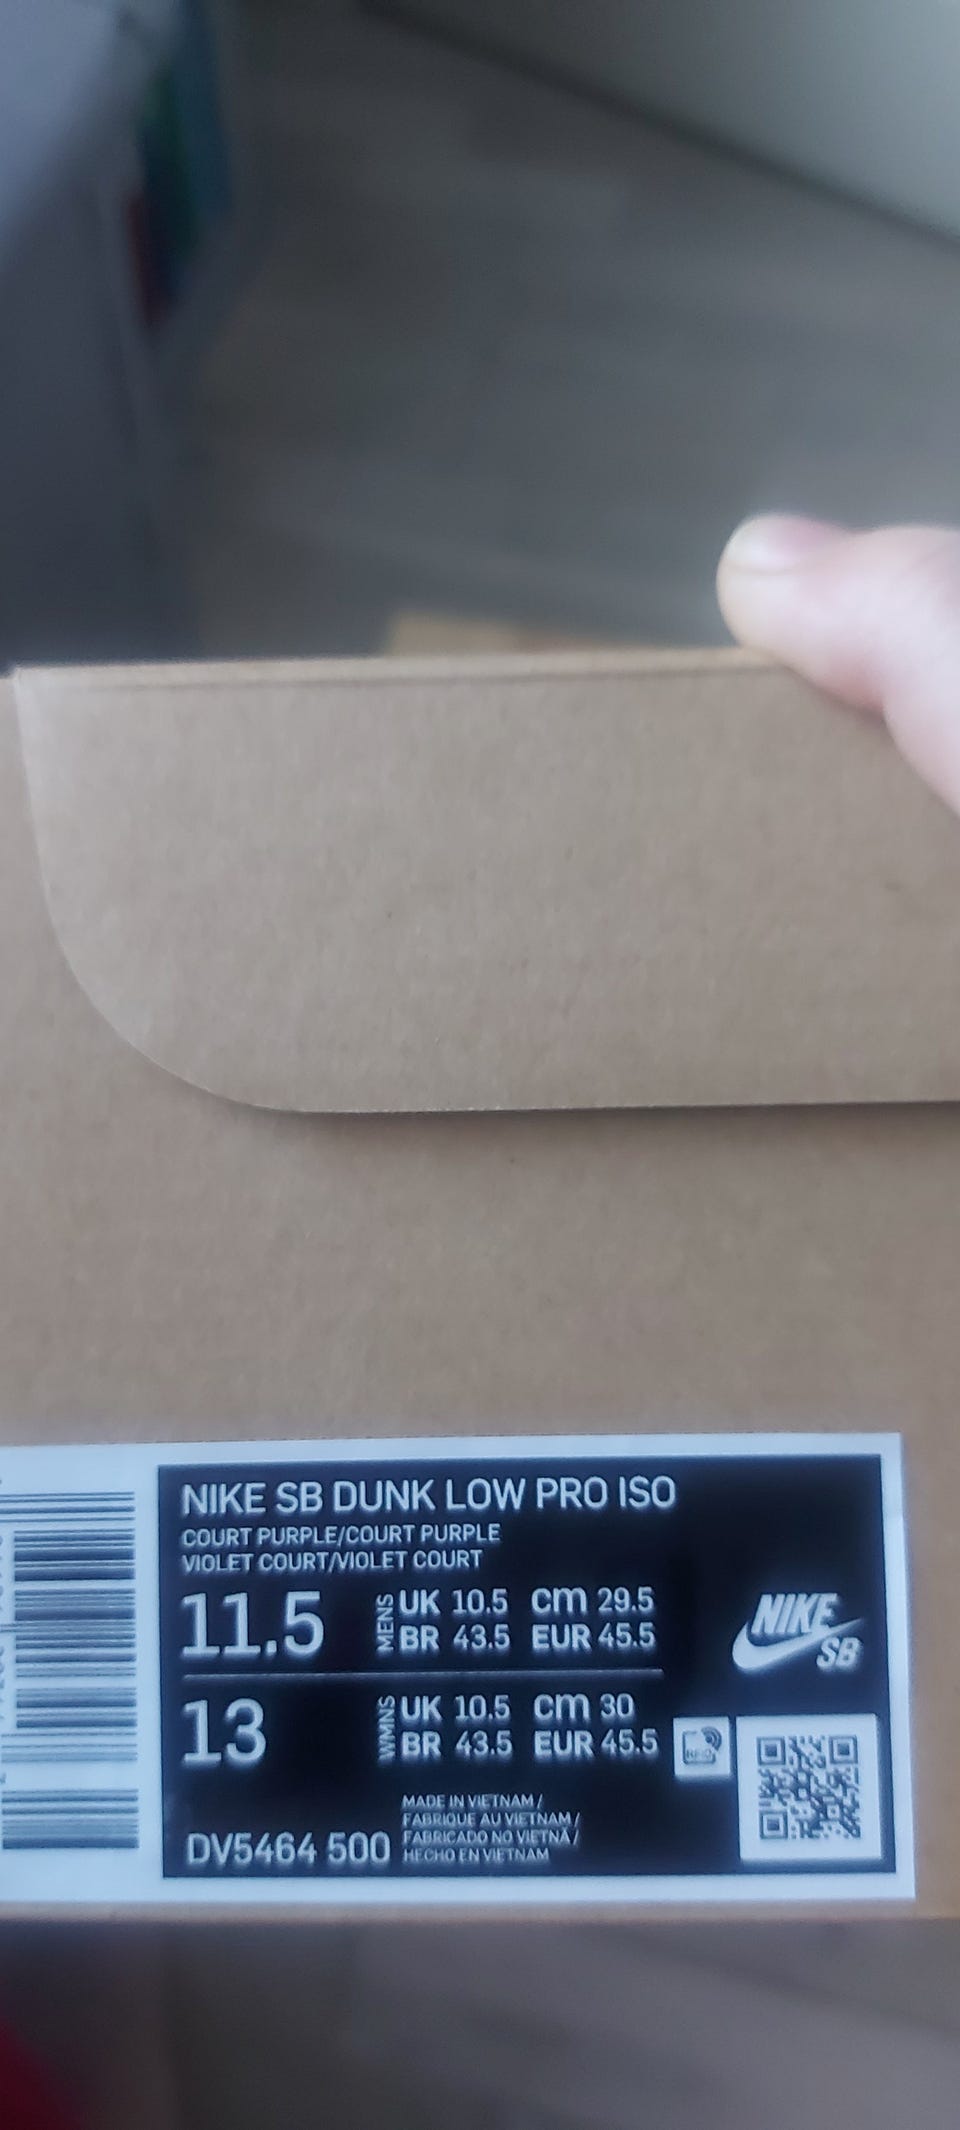 NIKE SB DUNK LOW PRO ISO
COURT PURPLE/COURT PURPLE
VIOLET COURT/VIOLET COURT
11.5 MENS UK 10.5 cm 29.5
BR 43.5 EUR 45.5
13 WMNS UK 10.5 cm 30
BR 43.5 EUR 45.5
NIKE
SB
RFID
MADE IN VIETNAM /
FABRIQUE AU VIETNAM /
FABRICADO NO VIETNÃ /
HECHO EN VIETNAM
DV5464 500